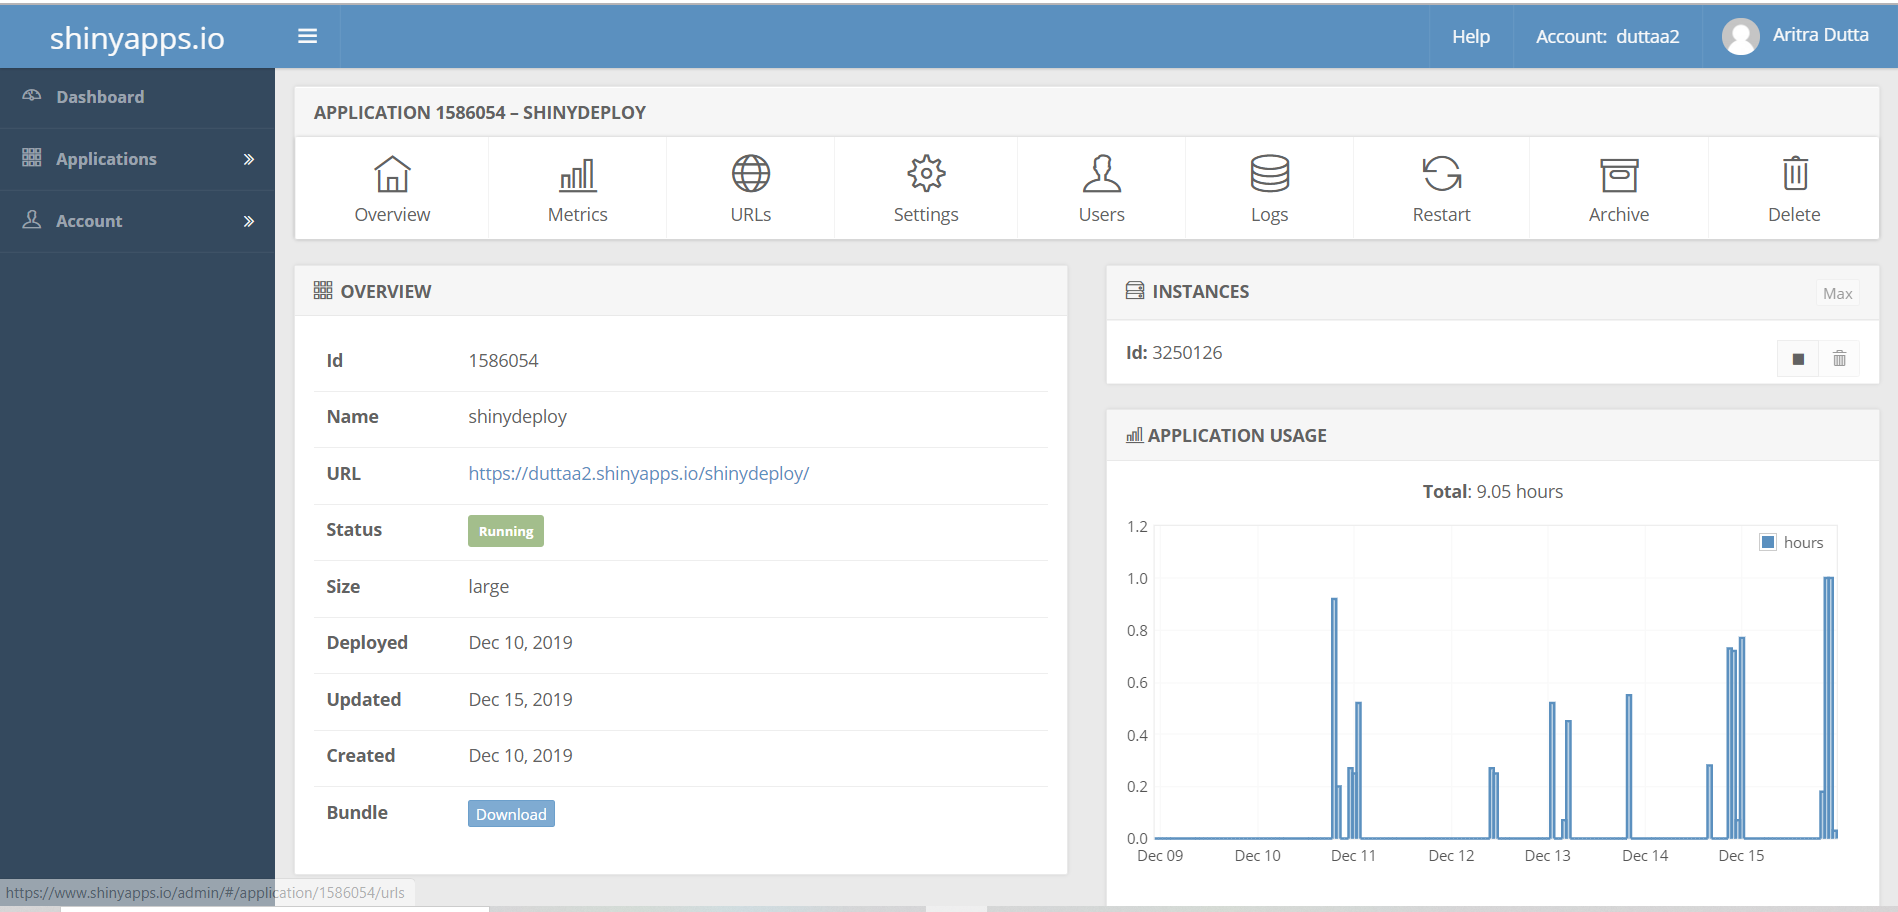 shinyapps.io
Help
Account: duttaa2
Aritra Dutta
Dashboard
Applications
Account
APPLICATION 1586054 – SHINYDEPLOY
Overview
Metrics
URLs
Settings
Users
Logs
Restart
Archive
Delete
OVERVIEW
Id 1586054
Name shinydeploy
URL https://duttaa2.shinyapps.io/shinydeploy/
Status Running
Size large
Deployed Dec 10, 2019
Updated Dec 15, 2019
Created Dec 10, 2019
Bundle Download
INSTANCES
Max
Id: 3250126
APPLICATION USAGE
Total: 9.05 hours
hours
1.2
1.0
0.8
0.6
0.4
0.2
0.0
Dec 09 Dec 10 Dec 11 Dec 12 Dec 13 Dec 14 Dec 15
https://www.shinyapps.io/admin/#/application/1586054/urls